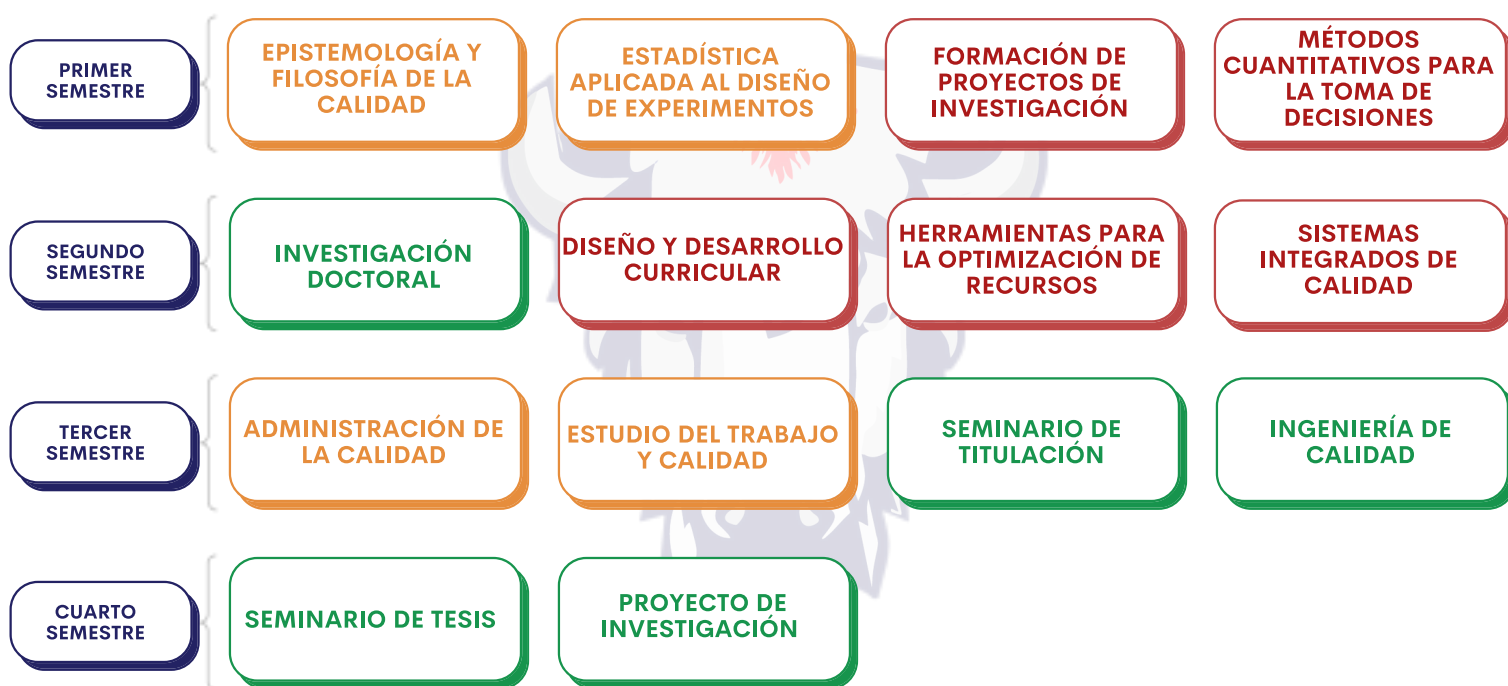 PRIMER
SEMESTRE
EPISTEMOLOGÍA Y
FILOSOFÍA DE LA
CALIDAD
ESTADÍSTICA
APLICADA AL DISEÑO
DE EXPERIMENTOS
FORMACIÓN DE
PROYECTOS DE
INVESTIGACIÓN
MÉTODOS
CUANTITATIVOS PARA
LA TOMA DE
DECISIONES
SEGUNDO
SEMESTRE
INVESTIGACIÓN
DOCTORAL
DISEÑO Y DESARROLLO
CURRICULAR
HERRAMIENTAS PARA
LA OPTIMIZACIÓN DE
RECURSOS
SISTEMAS
INTEGRADOS DE
CALIDAD
TERCER
SEMESTRE
ADMINISTRACIÓN DE
LA CALIDAD
ESTUDIO DEL TRABAJO
Y CALIDAD
SEMINARIO DE
TITULACIÓN
INGENIERÍA DE
CALIDAD
CUARTO
SEMESTRE
SEMINARIO DE TESIS
PROYECTO DE
INVESTIGACIÓN